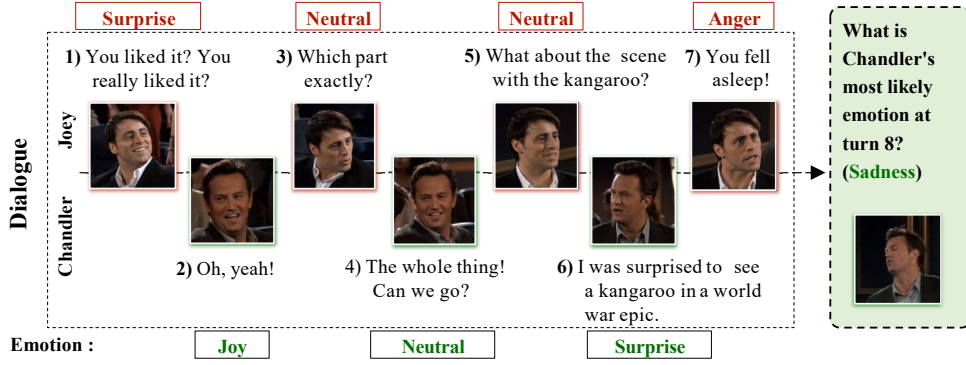 Surprise
Neutral
Neutral
Anger
1) You liked it? You
really liked it?
3) Which part
exactly?
5) What about the scene
with the kangaroo?
7) You fell
asleep!
Dialogue
Joey
Chandler
2) Oh, yeah!
4) The whole thing!
Can we go?
6) I was surprised to see
a kangaroo in a world
war epic.
Emotion :
Joy
Neutral
Surprise
What is
Chandler's
most likely
emotion at
turn 8?
(Sadness)